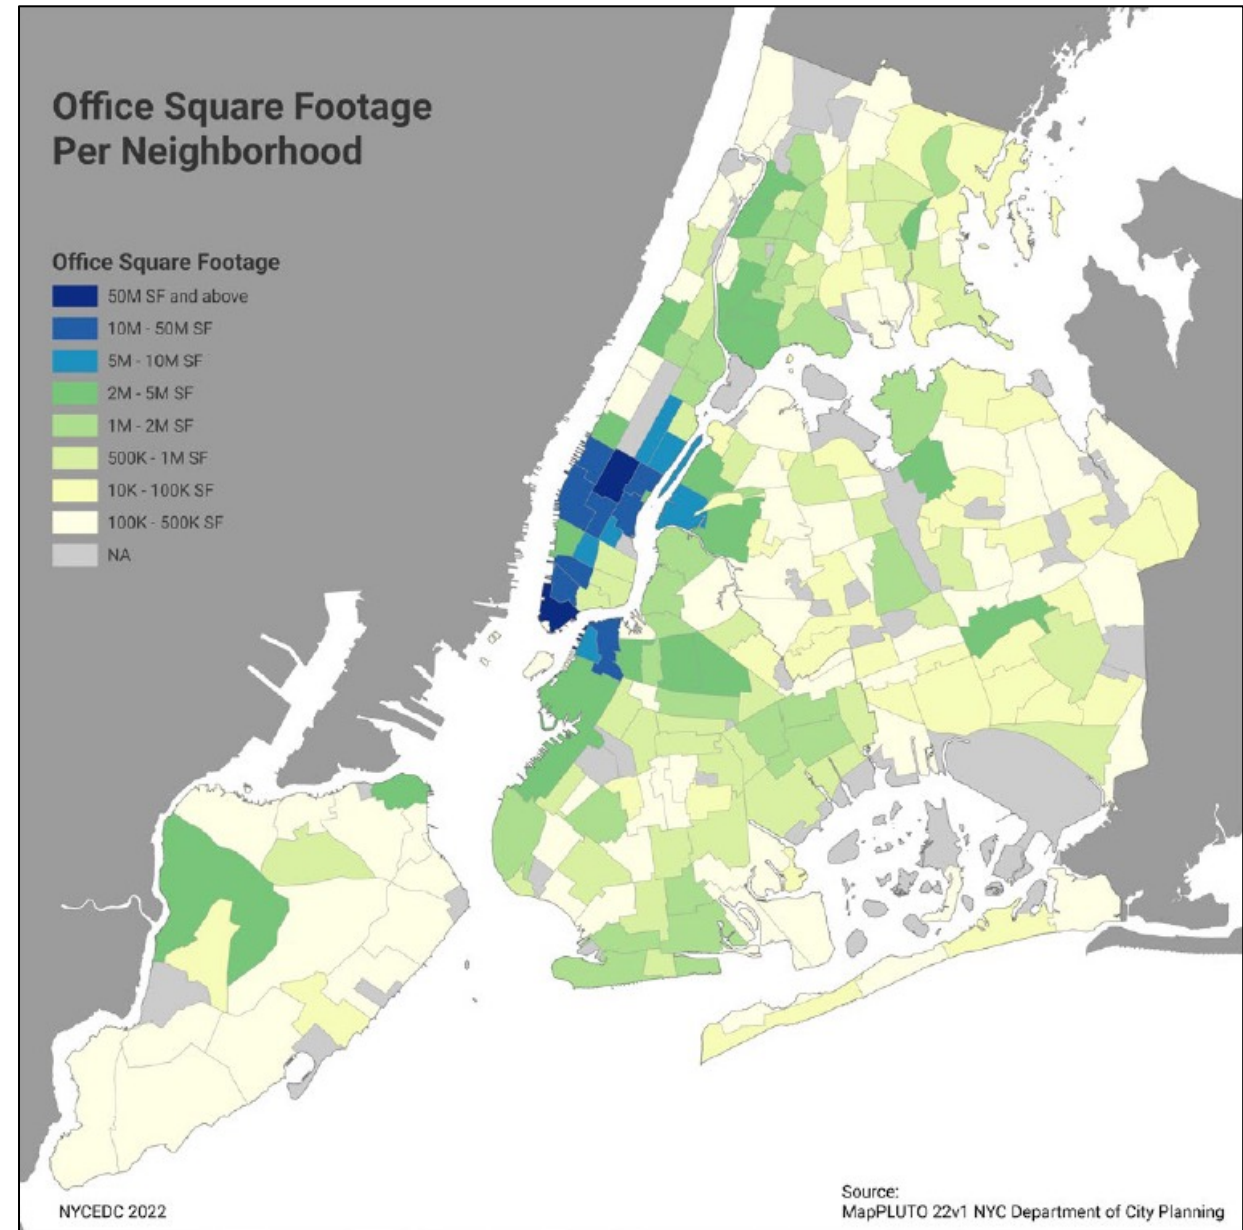 Office Square Footage
Per Neighborhood
Office Square Footage
50M SF and above
10M - 50M SF
5M - 10M SF
2M - 5M SF
1M - 2M SF
500K - 1M SF
10K - 100K SF
100K - 500K SF
NA
NYCEDC 2022
Source:
MapPLUTO 22v1 NYC Department of City Planning